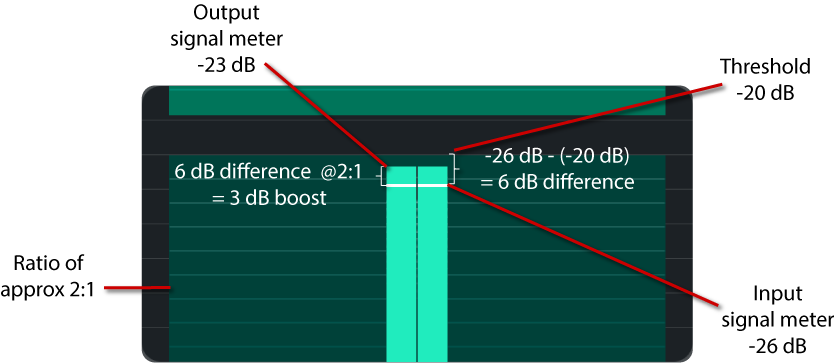 Output
signal meter
-23 dB
Threshold
-20 dB
6 dB difference @2:1
= 3 dB boost
-26 dB - (-20 dB)
= 6 dB difference
Ratio of
approx 2:1
Input
signal meter
-26 dB